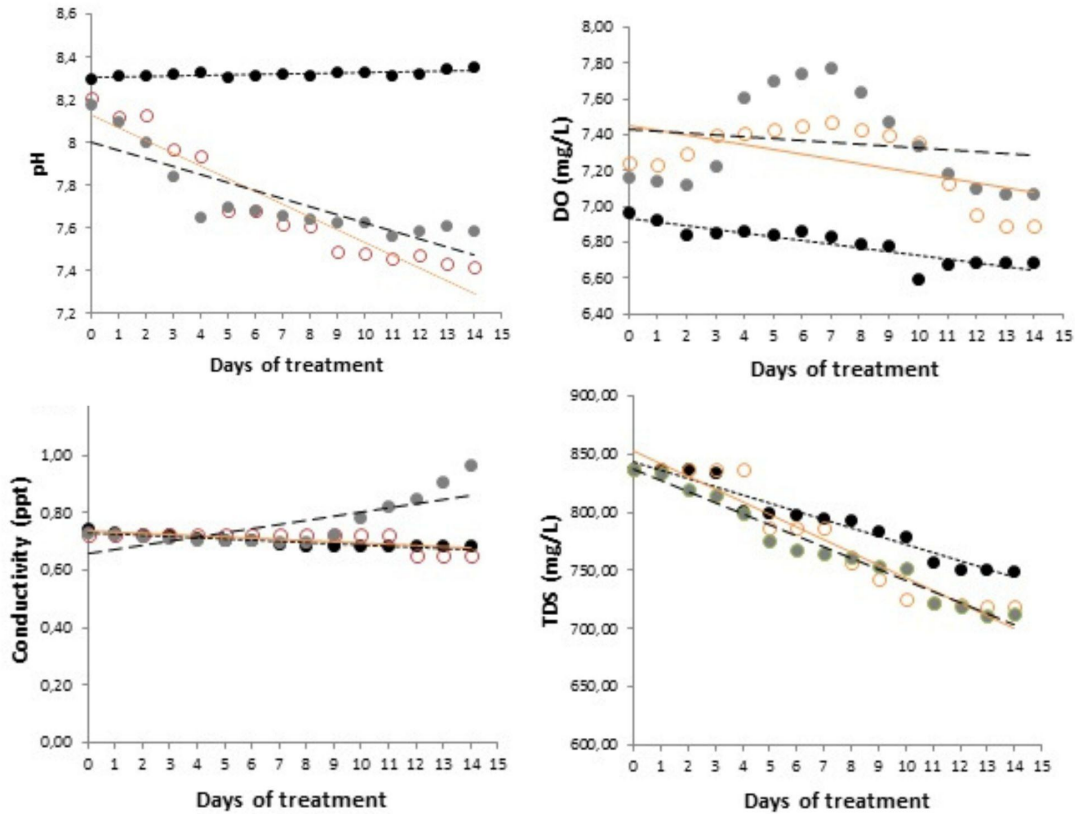 8,6
8,4
8,2
8
7,8
7,6
7,4
7,2
pH
0 1 2 3 4 5 6 7 8 9 10 11 12 13 14 15
Days of treatment
8,00
7,80
7,60
7,40
7,20
7,00
6,80
6,60
6,40
DO (mg/L)
0 1 2 3 4 5 6 7 8 9 10 11 12 13 14 15
Days of treatment
1,00
0,80
0,60
0,40
0,20
0,00
Conductivity (ppt)
0 1 2 3 4 5 6 7 8 9 10 11 12 13 14 15
Days of treatment
900,00
850,00
800,00
750,00
700,00
650,00
600,00
TDS (mg/L)
0 1 2 3 4 5 6 7 8 9 10 11 12 13 14 15
Days of treatment